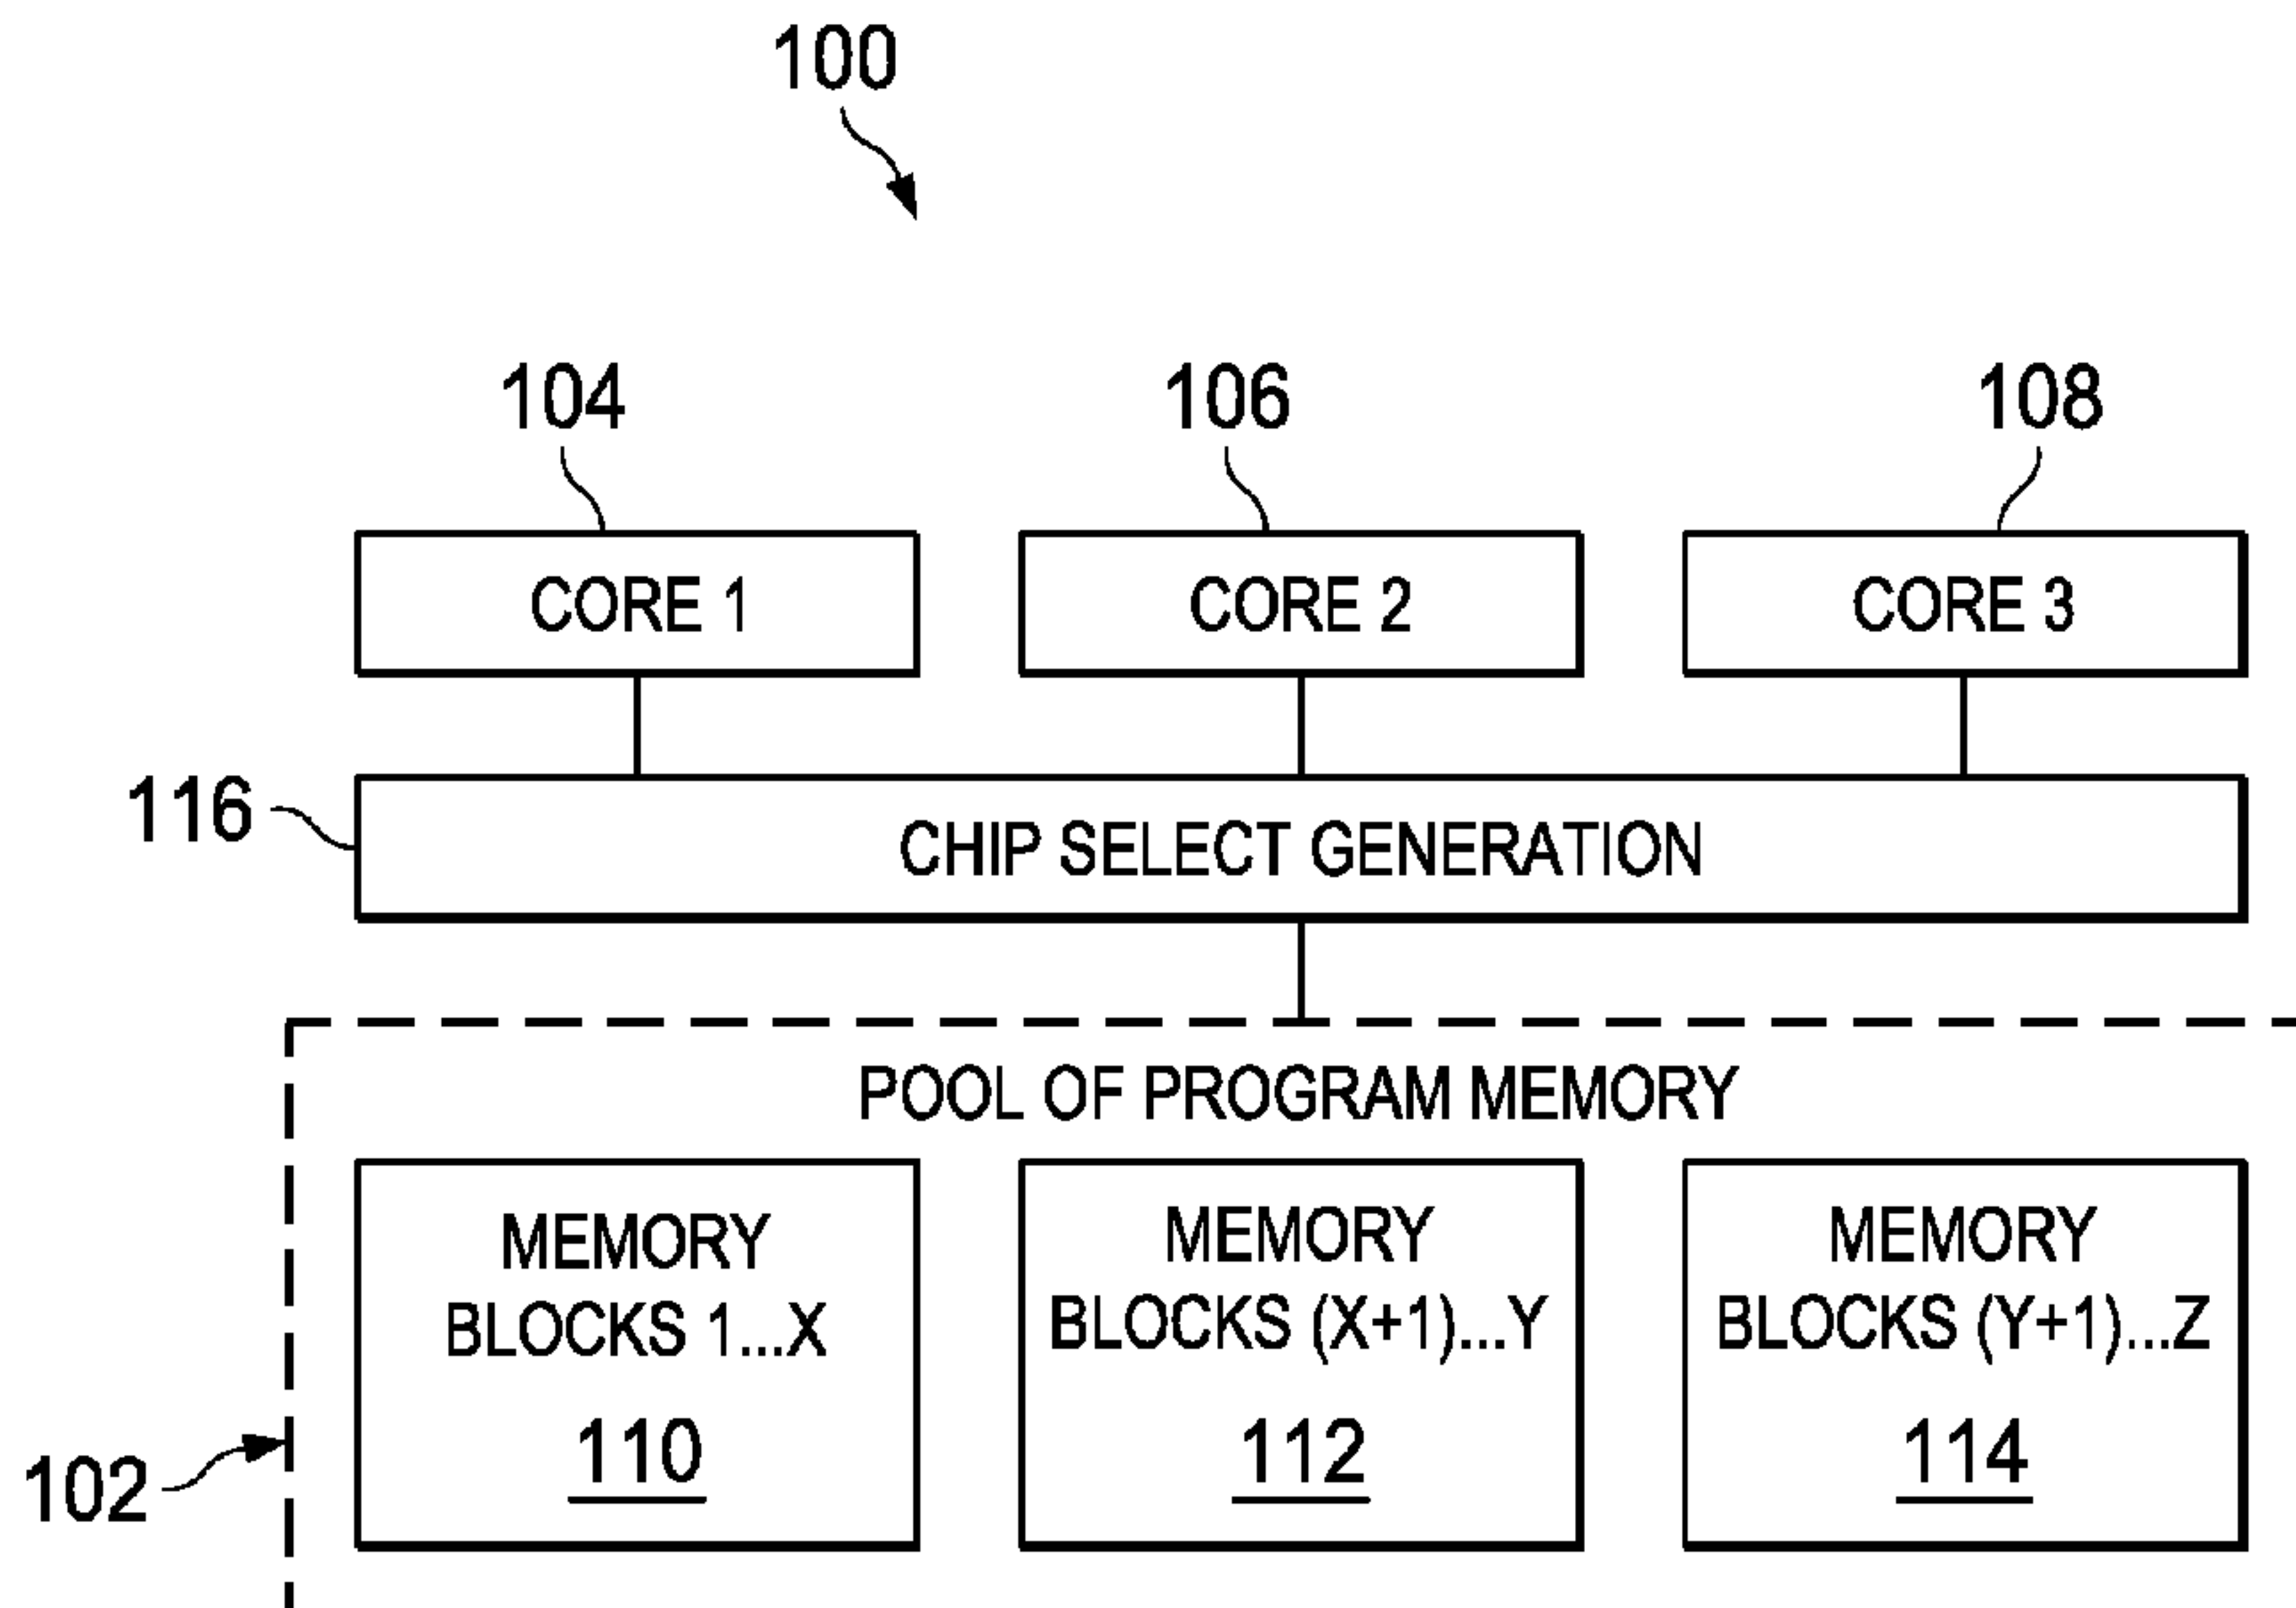 100
104
106
108
CORE 1
CORE 2
CORE 3
116
CHIP SELECT GENERATION
POOL OF PROGRAM MEMORY
MEMORY
BLOCKS 1...X
110
MEMORY
BLOCKS (X+1)...Y
112
MEMORY
BLOCKS (Y+1)...Z
114
102